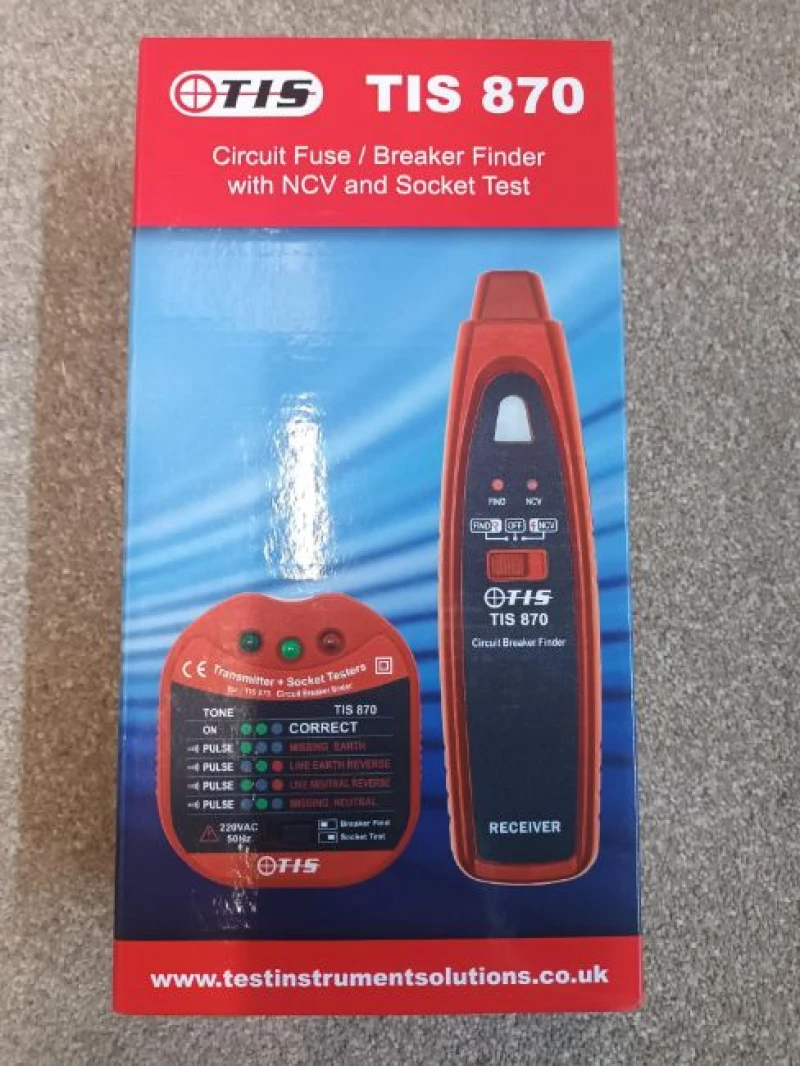 TIS TIS 870
Circuit Fuse / Breaker Finder
with NCV and Socket Test
FIND NCV
FIND OFF NCV
TIS
TIS 870
Circuit Breaker Finder
RECEIVER
CE Transmitter + Socket Testers
Circuit Breaker finder
TONE TIS 870
ON CORRECT
PULSE MISSING EARTH
PULSE LINE EARTH REVERSE
PULSE LINE NEUTRAL REVERSE
PULSE MISSING NEUTRAL
220VAC Breaker Find
50Hz Socket Test
TIS
www.testinstrumentsolutions.co.uk